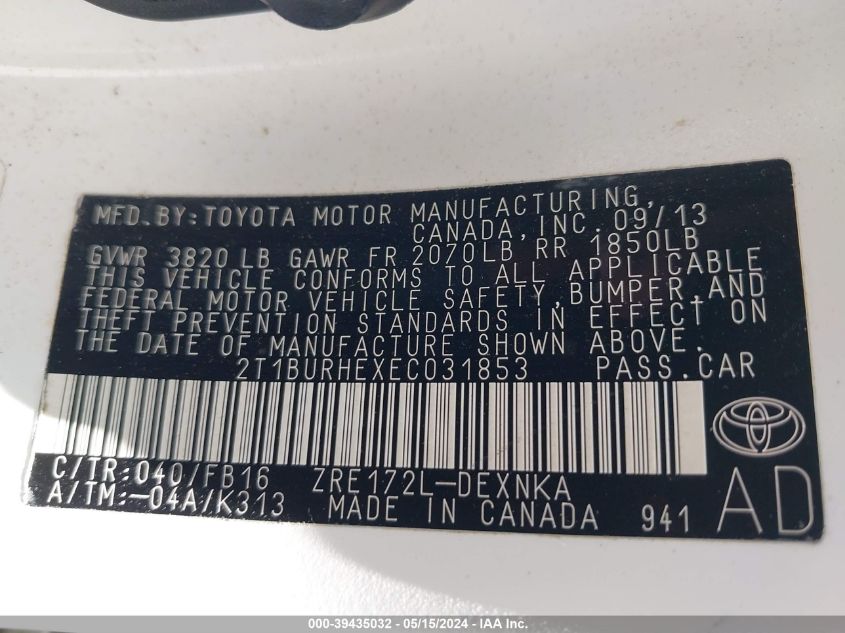 MFD.BY:TOYOTA MOTOR MANUFACTURING,
CANADA,INC. 09/13
GVWR 3820 LB GAWR FR 2070LB RR 1850LB
THIS VEHICLE CONFORMS TO ALL APPLICABLE
FEDERAL MOTOR VEHICLE SAFETY,BUMPER,AND
THEFT PREVENTION STANDARDS IN EFFECT ON
THE DATE OF MANUFACTURE SHOWN ABOVE.
2T1BURHEXEC031853 PASS.CAR
C/TR:040/FB16 ZRE172L-DEXNKA
A/TM:-04A/K313 MADE IN CANADA 941 AD
000-39435032 - 05/15/2024 - IAA Inc.